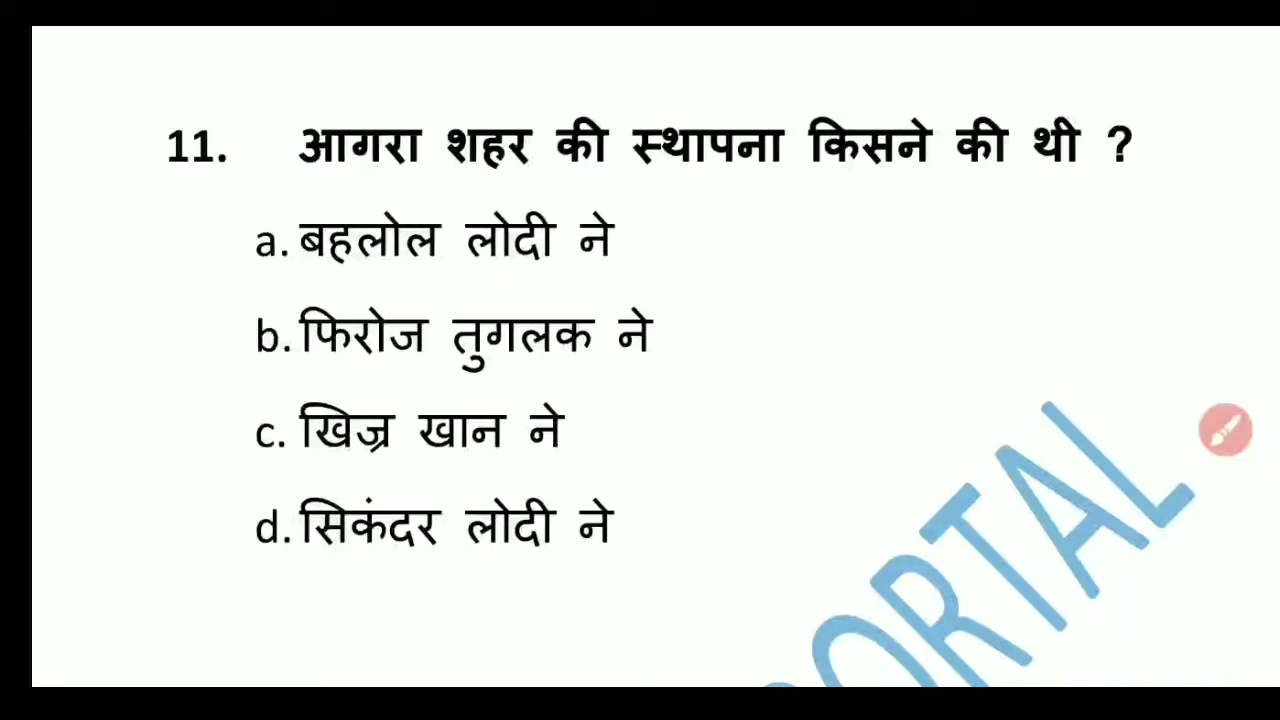 11. आगरा शहर की स्थापना किसने की थी ?
a. बहलोल लोदी ने
b. फिरोज तुगलक ने
c. खिज्र खान ने
d. सिकंदर लोदी ने